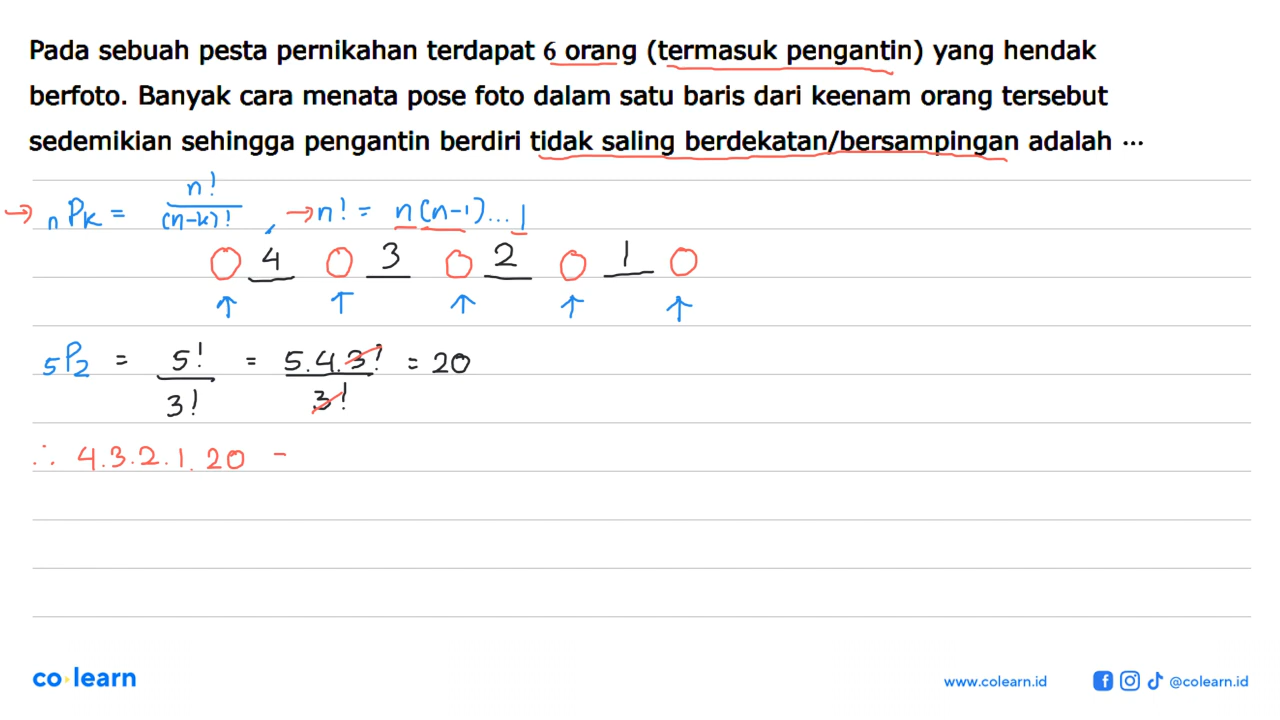 Pada sebuah pesta pernikahan terdapat 6 orang (termasuk pengantin) yang hendak
berfoto. Banyak cara menata pose foto dalam satu baris dari keenam orang tersebut
sedemikian sehingga pengantin berdiri tidak saling berdekatan/bersampingan adalah ...
→ nPk = n!/(n-k)! , → n! = n(n-1)...1
O 4 O 3 O 2 O 1 O
↑ ↑ ↑ ↑ ↑
5P2 = 5!/3! = 5.4.3!/3! = 20
∴ 4.3.2.1.20 =
co learn
www.colearn.id @colearn.id